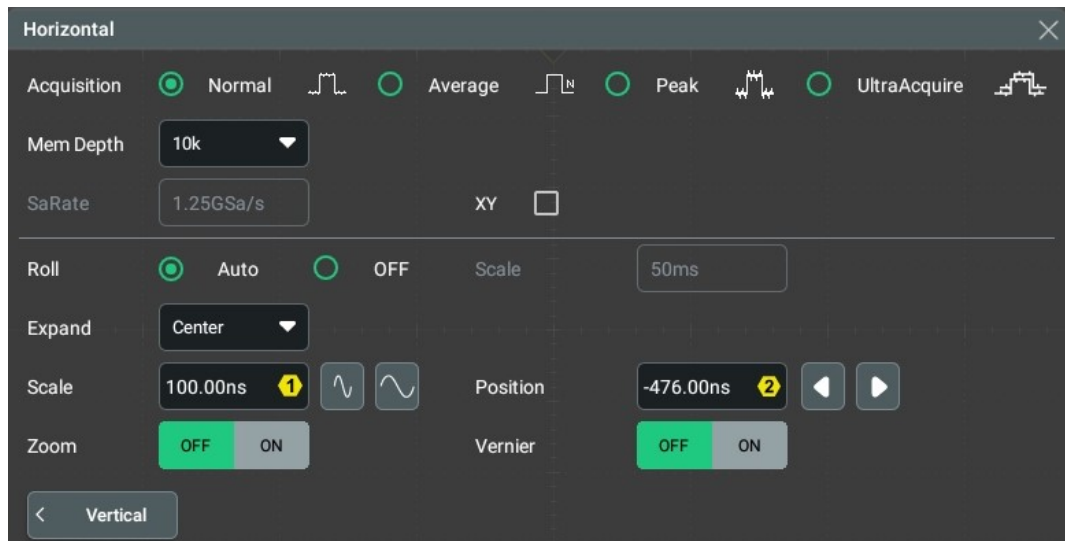 Horizontal
Acquisition Normal Average N Peak UltraAcquire
Mem Depth 10k
SaRate 1.25GSa/s XY
Roll Auto OFF Scale 50ms
Expand Center
Scale 100.00ns 1 Position -476.00ns 2
Zoom OFF ON Vernier OFF ON
< Vertical